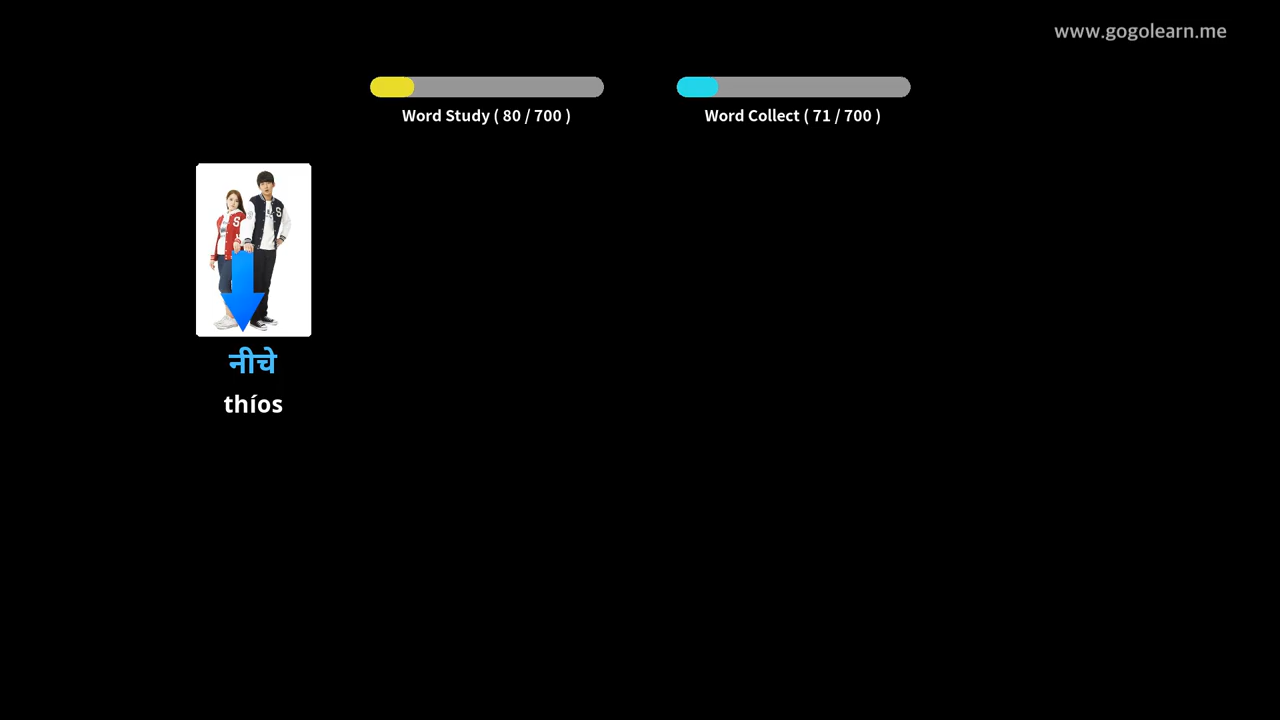 www.gogolearn.me
Word Study ( 80 / 700 )
Word Collect ( 71 / 700 )
S
S
नीचे
thíos